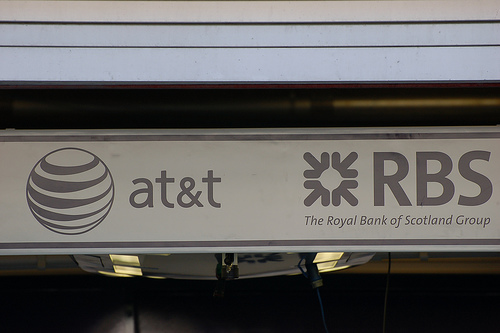 at&t
RBS
The Royal Bank of Scotland Group